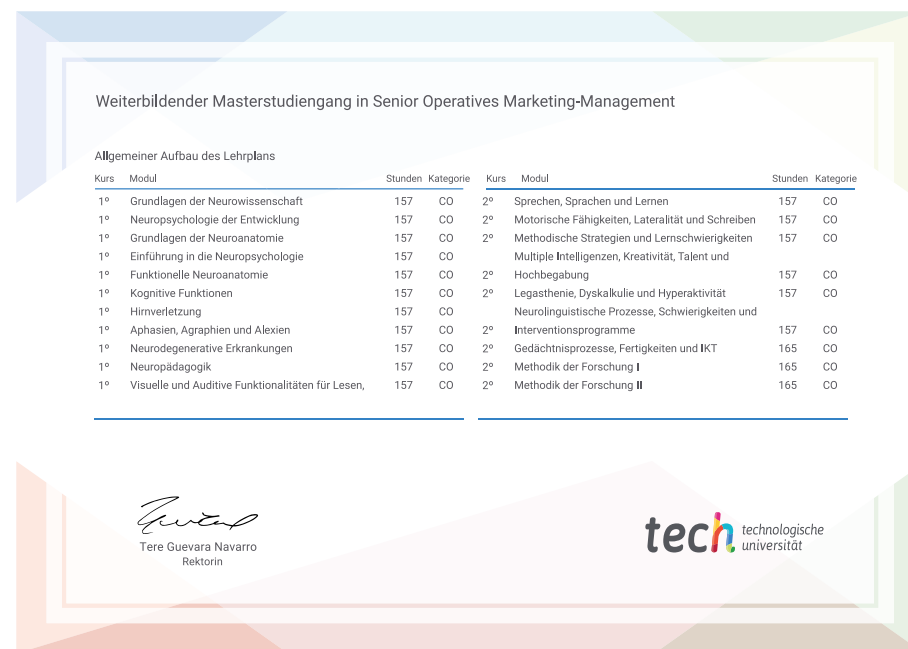 Weiterbildender Masterstudiengang in Senior Operatives Marketing-Management
Allgemeiner Aufbau des Lehrplans
Kurs Modul Stunden Kategorie
1º Grundlagen der Neurowissenschaft 157 CO
1º Neuropsychologie der Entwicklung 157 CO
1º Grundlagen der Neuroanatomie 157 CO
1º Einführung in die Neuropsychologie 157 CO
1º Funktionelle Neuroanatomie 157 CO
1º Kognitive Funktionen 157 CO
1º Hirnverletzung 157 CO
1º Aphasien, Agraphien und Alexien 157 CO
1º Neurodegenerative Erkrankungen 157 CO
1º Neuropädagogik 157 CO
1º Visuelle und Auditive Funktionalitäten für Lesen, 157 CO
Kurs Modul Stunden Kategorie
2º Sprechen, Sprachen und Lernen 157 CO
2º Motorische Fähigkeiten, Lateralität und Schreiben 157 CO
2º Methodische Strategien und Lernschwierigkeiten 157 CO
Multiple Intelligenzen, Kreativität, Talent und
2º Hochbegabung 157 CO
2º Legasthenie, Dyskalkulie und Hyperaktivität 157 CO
Neurolinguistische Prozesse, Schwierigkeiten und
2º Interventionsprogramme 157 CO
2º Gedächtnisprozesse, Fertigkeiten und IKT 165 CO
2º Methodik der Forschung I 165 CO
2º Methodik der Forschung II 165 CO
Tere Guevara Navarro
Rektorin
tech technologische
universität